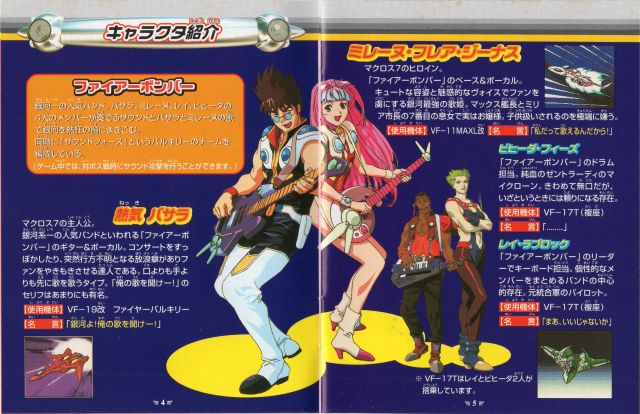 キャラクタ紹介
ファイアーボンバー
銀河一の人気バンド。バサラ、ミレーヌ、レイ、ビヒーダの
4人のメンバーが奏でるサウンドとバサラとミレーヌの歌
で銀河を熱狂の渦にまきこむ。
同時に「サウンドフォース」というバルキリーのチームを
編成している。
(ゲーム中では、対ボス戦時にサウンド攻撃を行うことができます。)
熱気 バサラ
ねっき
マクロス7の主人公。
銀河系一の人気バンドといわれる「ファイアーボ
ンバー」のギター&ボーカル。コンサートをすっ
ぽかしたり、突然行方不明となる放浪癖がありフ
ァンをやきもきさせる達人である。口よりも手よ
りも先に歌を歌うタイプ。「俺の歌を聞けー!」の
セリフはあまりにも有名。
【使用機体】 VF-19改 ファイヤーバルキリー
【名 言】「銀河よ!俺の歌を聞けー!」
4
ミレーヌ・フレア・ジーナス
マクロス7のヒロイン。
「ファイアーボンバー」のベース&ボーカル。
キュートな容姿と魅惑的なヴォイスでファンを
虜にする銀河最強の歌姫。マックス艦長とミリ
ア市長の7番目の息女で実はお嬢様。子供扱いされるのを極端に嫌う。
【使用機体】 VF-11MAXL改 【名 言】「私だって歌えるんだから!」
ビヒーダ・フィーズ
「ファイアーボンバー」のドラム
担当。純血のゼントラーディのマ
イクローン。きわめて無口だが、
いざというときには頼りになる存在。
【使用機体】 VF-17T(複座)
【名 言】「………」
レイ・ラブロック
「ファイアーボンバー」のリーダ
ーでキーボード担当。個性的なメ
ンバーをまとめるバンドの中心
的存在。元統合軍のパイロット。
【使用機体】 VF-17T(複座)
【名 言】「まあ、いいじゃないか」
※ VF-17Tはレイとビヒーダ2人が
搭乗しています。
5